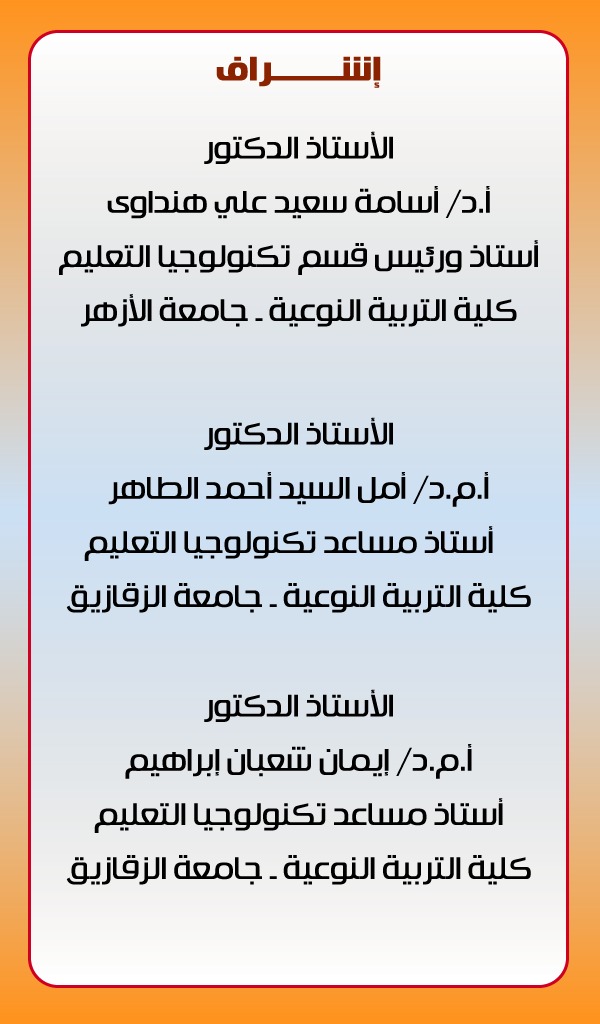 إشـــراف
الأستاذ الدكتور
أ.د/ أسامة سعيد علي هنداوى
أستاذ ورئيس قسم تكنولوجيا التعليم
كلية التربية النوعية - جامعة الأزهر
الأستاذ الدكتور
أ.م.د/ أمل السيد أحمد الطاهر
أستاذ مساعد تكنولوجيا التعليم
كلية التربية النوعية - جامعة الزقازيق
الأستاذ الدكتور
أ.م.د/ إيمان شعبان إبراهيم
أستاذ مساعد تكنولوجيا التعليم
كلية التربية النوعية - جامعة الزقازيق